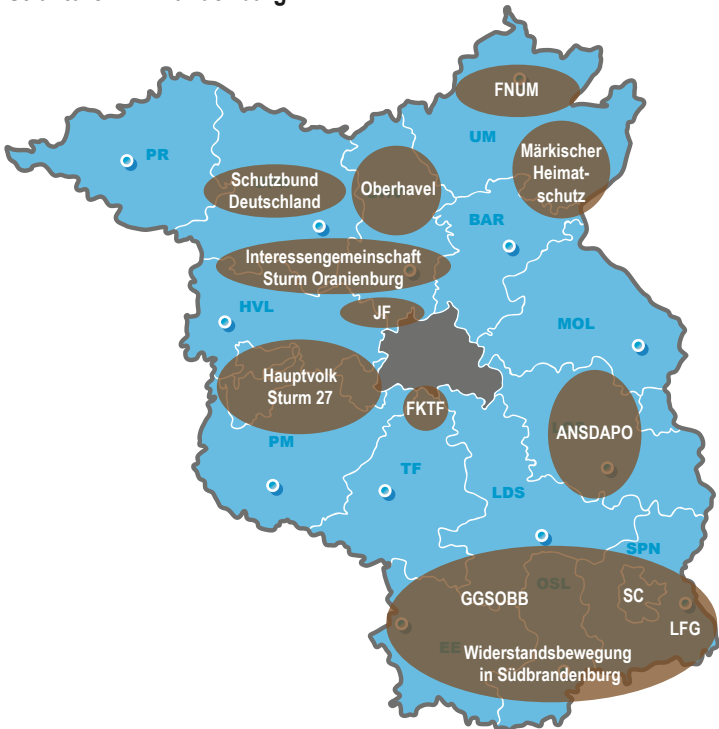 FNUM
PR
UM
Märkischer
Heimat-
schutz
Schutzbund
Deutschland
Oberhavel
BAR
Interessengemeinschaft
Sturm Oranienburg
HVL
JF
MOL
Hauptvolk
Sturm 27
FKTF
ANSDAPO
PM
TF
LDS
SPN
OSL
GGSOBB
SC
LFG
EE
Widerstandsbewegung
in Südbrandenburg